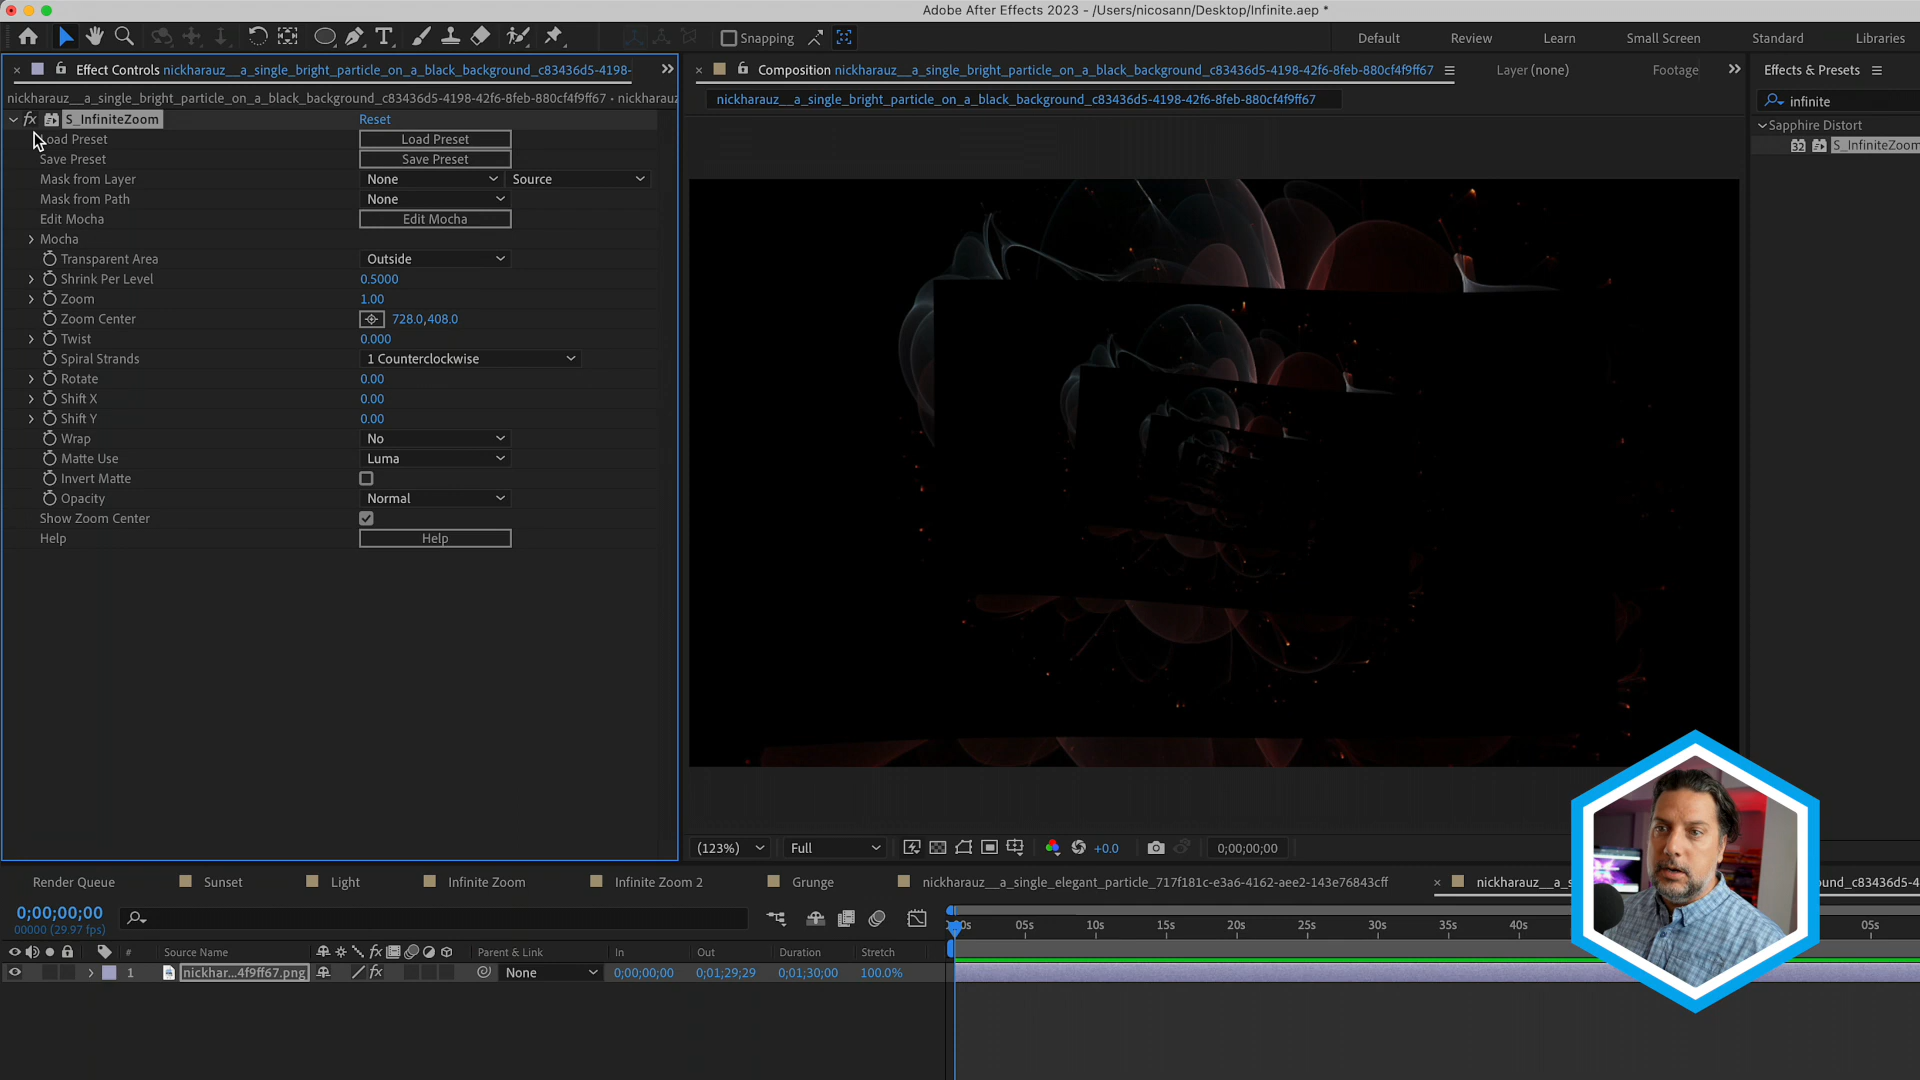 Adobe After Effects 2023 - /Users/nicosann/Desktop/Infinite.aep *
Snapping
Default
Review
Learn
Small Screen
Standard
Libraries
Effect Controls nickharauz__a_single_bright_particle_on_a_black_background_c83436d5-4198-
Composition nickharauz__a_single_bright_particle_on_a_black_background_c83436d5-4198-42f6-8feb-880cf4f9ff67
Layer (none)
Footage
Effects & Presets
nickharauz__a_single_bright_particle_on_a_black_background_c83436d5-4198-42f6-8feb-880cf4f9ff67 • nickharauz
nickharauz__a_single_bright_particle_on_a_black_background_c83436d5-4198-42f6-8feb-880cf4f9ff67
infinite
Sapphire Distort
32 S_InfiniteZoom
fx S_InfiniteZoom Reset
Load Preset Load Preset
Save Preset Save Preset
Mask from Layer None Source
Mask from Path None
Edit Mocha Edit Mocha
Mocha
Transparent Area Outside
Shrink Per Level 0.5000
Zoom 1.00
Zoom Center 728.0,408.0
Twist 0.000
Spiral Strands 1 Counterclockwise
Rotate 0.00
Shift X 0.00
Shift Y 0.00
Wrap No
Matte Use Luma
Invert Matte
Opacity Normal
Show Zoom Center
Help Help
(123%) Full +0.0 0;00;00;00
Render Queue
Sunset
Light
Infinite Zoom
Infinite Zoom 2
Grunge
nickharauz__a_single_elegant_particle_717f181c-e3a6-4162-aee2-143e76843cff
nickharauz__a_s
ound_c83436d5-4
0;00;00;00
00000 (29.97 fps)
05s 10s 15s 20s 25s 30s 35s 40s 05s
# Source Name fx Parent & Link In Out Duration Stretch
1 nickhar...4f9ff67.png fx None 0;00;00;00 0;01;29;29 0;01;30;00 100.0%